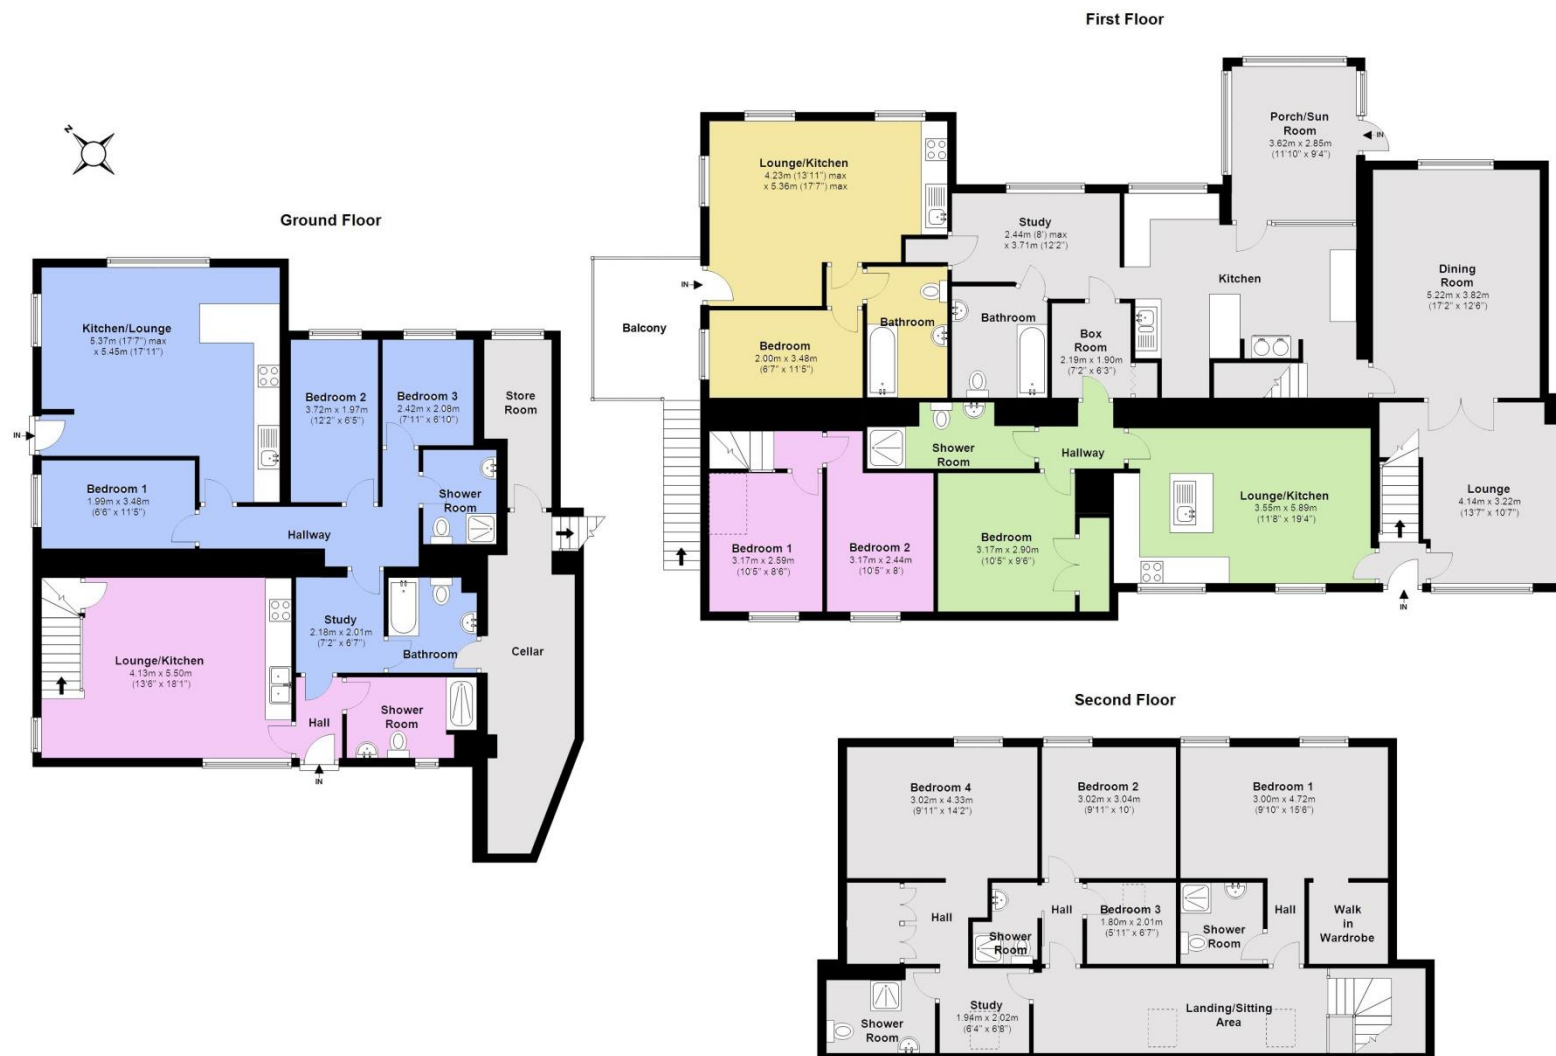 First Floor
Porch/Sun
Room
3.62m x 2.85m
(11'10" x 9'4")
IN
Lounge/Kitchen
4.23m (13'11") max
x 5.36m (17'7") max
Study
2.44m (8') max
x 3.71m (12'2")
Kitchen
Dining
Room
5.22m x 3.82m
(17'2" x 12'6")
IN
Balcony
Bathroom
Bathroom
Bedroom
2.00m x 3.48m
(6'7" x 11'5")
Box
Room
2.19m x 1.90m
(7'2" x 6'3")
Shower
Room
Hallway
Lounge/Kitchen
3.55m x 5.89m
(11'8" x 19'4")
Lounge
4.14m x 3.22m
(13'7" x 10'7")
Bedroom 1
3.17m x 2.59m
(10'5" x 8'6")
Bedroom 2
3.17m x 2.44m
(10'5" x 8')
Bedroom
3.17m x 2.90m
(10'5" x 9'6")
IN
N
Ground Floor
Kitchen/Lounge
5.37m (17'7") max
x 5.45m (17'11")
Bedroom 2
3.72m x 1.97m
(12'2" x 6'5")
Bedroom 3
2.42m x 2.08m
(7'11" x 6'10")
Store
Room
IN
Bedroom 1
1.99m x 3.48m
(6'6" x 11'5")
Shower
Room
Hallway
Study
2.18m x 2.01m
(7'2" x 6'7")
Bathroom
Cellar
Lounge/Kitchen
4.13m x 5.50m
(13'6" x 18'1")
Hall
Shower
Room
IN
Second Floor
Bedroom 4
3.02m x 4.33m
(9'11" x 14'2")
Bedroom 2
3.02m x 3.04m
(9'11" x 10')
Bedroom 1
3.00m x 4.72m
(9'10" x 15'6")
Hall
Shower
Room
Hall
Bedroom 3
1.80m x 2.01m
(5'11" x 6'7")
Shower
Room
Hall
Walk
in
Wardrobe
Shower
Room
Study
1.94m x 2.02m
(6'4" x 6'8")
Landing/Sitting
Area